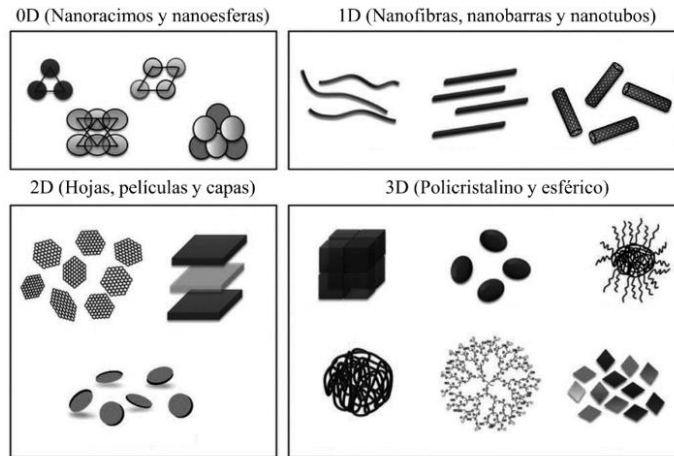 0D (Nanoracimos y nanoesferas)
1D (Nanofibras, nanobarras y nanotubos)
2D (Hojas, películas y capas)
3D (Policristalino y esférico)